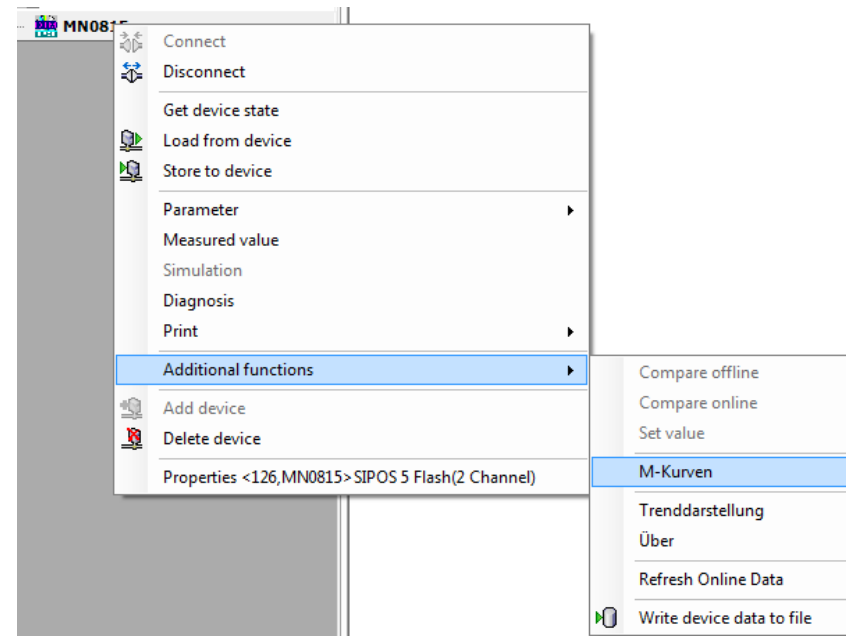 MN0815
Connect
Disconnect
Get device state
Load from device
Store to device
Parameter
Measured value
Simulation
Diagnosis
Print
Additional functions
Add device
Delete device
Properties <126,MN0815>SIPOS 5 Flash(2 Channel)
Compare offline
Compare online
Set value
M-Kurven
Trenddarstellung
Über
Refresh Online Data
Write device data to file